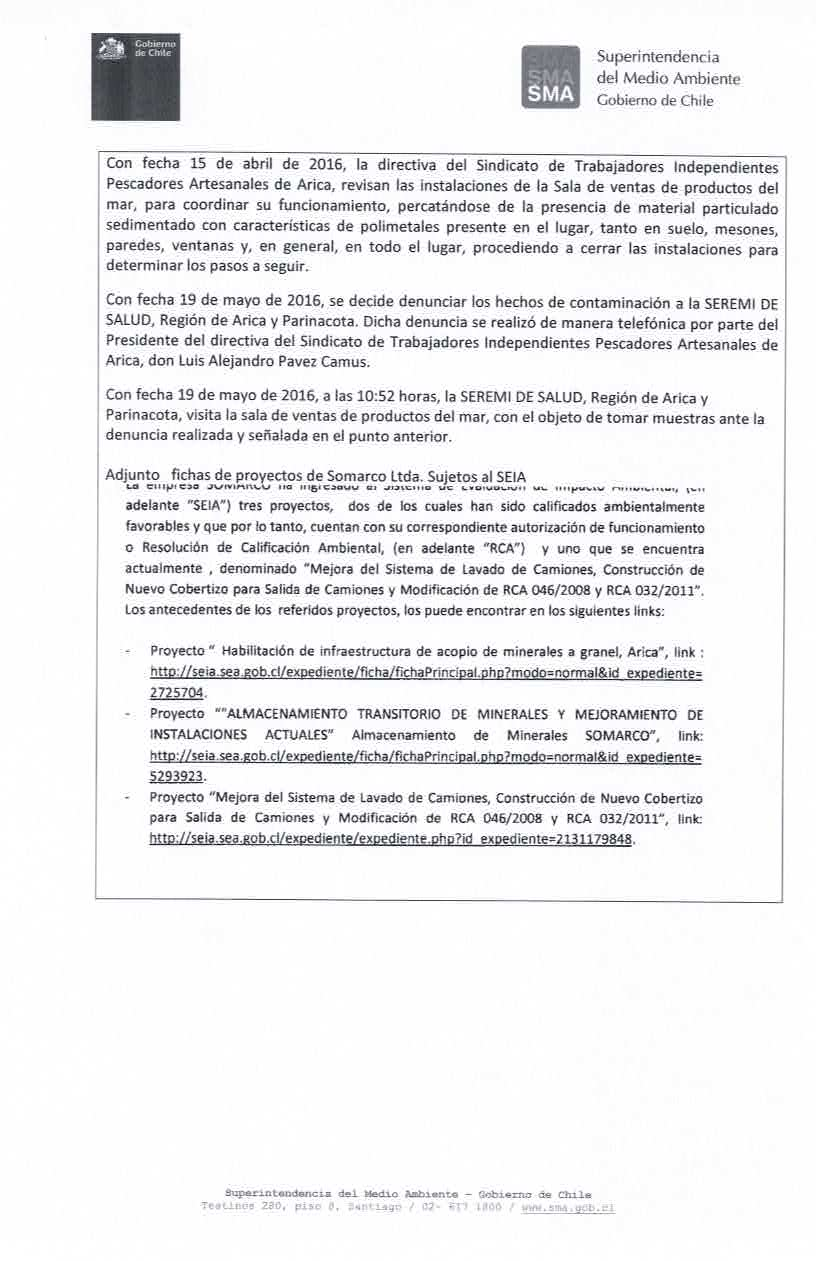 Gobierno
de Chile
SMA
SMA
Superintendencia
del Medio Ambiente
Gobierno de Chile
Con fecha 15 de abril de 2016, la directiva del Sindicato de Trabajadores Independientes
Pescadores Artesanales de Arica, revisan las instalaciones de la Sala de ventas de productos del
mar, para coordinar su funcionamiento, percatándose de la presencia de material particulado
sedimentado con características de polimetales presente en el lugar, tanto en suelo, mesones,
paredes, ventanas y, en general, en todo el lugar, procediendo a cerrar las instalaciones para
determinar los pasos a seguir.
Con fecha 19 de mayo de 2016, se decide denunciar los hechos de contaminación a la SEREMI DE
SALUD, Región de Arica y Parinacota. Dicha denuncia se realizó de manera telefónica por parte del
Presidente del directiva del Sindicato de Trabajadores Independientes Pescadores Artesanales de
Arica, don Luis Alejandro Pavez Camus.
Con fecha 19 de mayo de 2016, a las 10:52 horas, la SEREMI DE SALUD, Región de Arica y
Parinacota, visita la sala de ventas de productos del mar, con el objeto de tomar muestras ante la
denuncia realizada y señalada en el punto anterior.
Adjunto fichas de proyectos de Somarco Ltda. Sujetos al SEIA
La empresa SOMARCO ha ingresado al Sistema de Evaluación de Impacto Ambiental, (en
adelante "SEIA") tres proyectos, dos de los cuales han sido calificados ambientalmente
favorables y que por lo tanto, cuentan con su correspondiente autorización de funcionamiento
o Resolución de Calificación Ambiental, (en adelante "RCA") y uno que se encuentra
actualmente , denominado "Mejora del Sistema de Lavado de Camiones, Construcción de
Nuevo Cobertizo para Salida de Camiones y Modificación de RCA 046/2008 y RCA 032/2011".
Los antecedentes de los referidos proyectos, los puede encontrar en los siguientes links:
- Proyecto " Habilitación de infraestructura de acopio de minerales a granel, Arica", link :
http://seia.sea.gob.cl/expediente/ficha/fichaPrincipal.php?modo=normal&id_expediente=
2725704.
- Proyecto ""ALMACENAMIENTO TRANSITORIO DE MINERALES Y MEJORAMIENTO DE
INSTALACIONES ACTUALES" Almacenamiento de Minerales SOMARCO", link:
http://seia.sea.gob.cl/expediente/ficha/fichaPrincipal.php?modo=normal&id_expediente=
5293923.
- Proyecto "Mejora del Sistema de Lavado de Camiones, Construcción de Nuevo Cobertizo
para Salida de Camiones y Modificación de RCA 046/2008 y RCA 032/2011", link:
http://seia.sea.gob.cl/expediente/expediente.php?id_expediente=2131179848.
Superintendencia del Medio Ambiente – Gobierno de Chile
Teatinos 280, piso 8, Santiago / 02- 617 1800 / www.sma.gob.cl